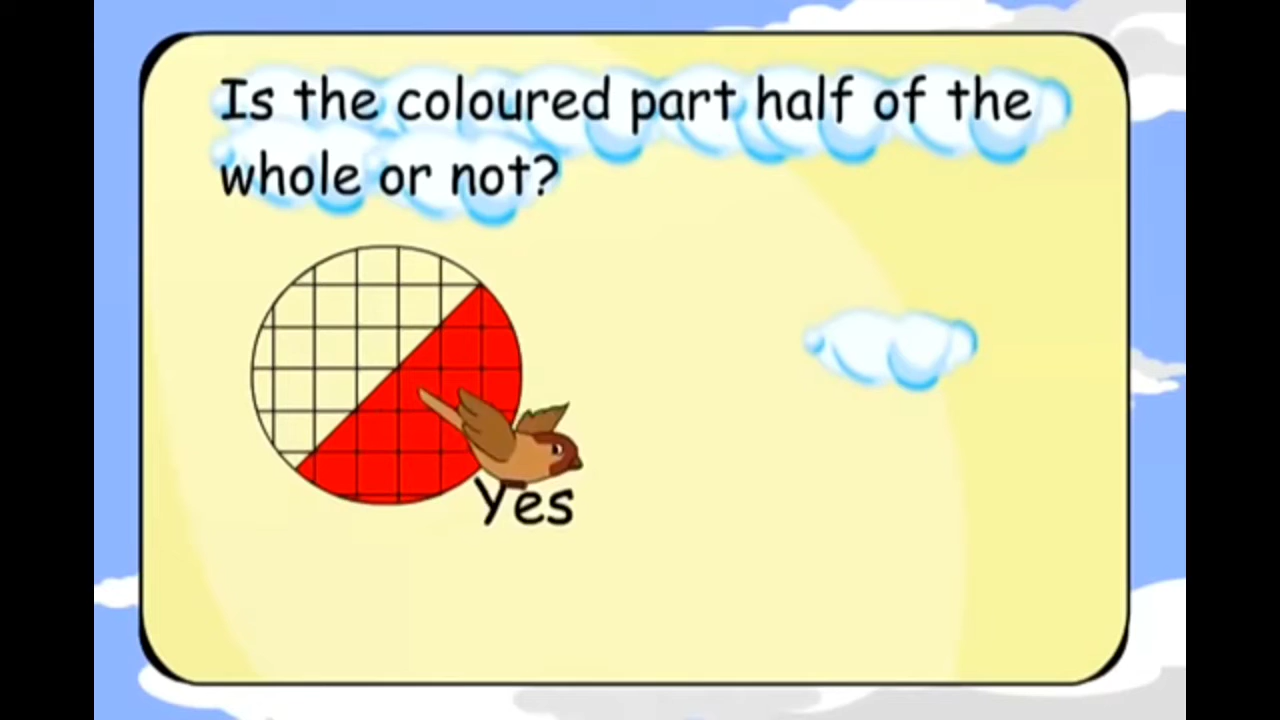 Is the coloured part half of the
whole or not?
Yes